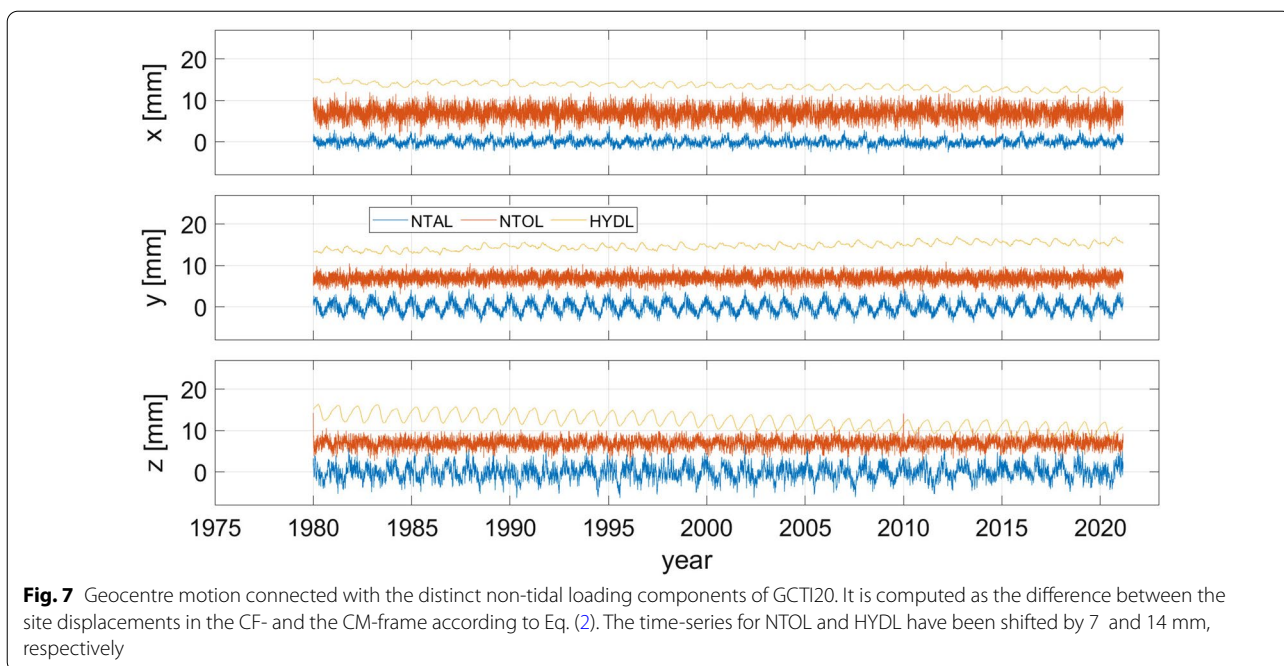 20
10
0
x [mm]
20
10
0
y [mm]
NTAL NTOL HYDL
20
10
0
z [mm]
1975 1980 1985 1990 1995 2000 2005 2010 2015 2020
year
Fig. 7 Geocentre motion connected with the distinct non-tidal loading components of GCTI20. It is computed as the difference between the
site displacements in the CF- and the CM-frame according to Eq. (2). The time-series for NTOL and HYDL have been shifted by 7 and 14 mm,
respectively